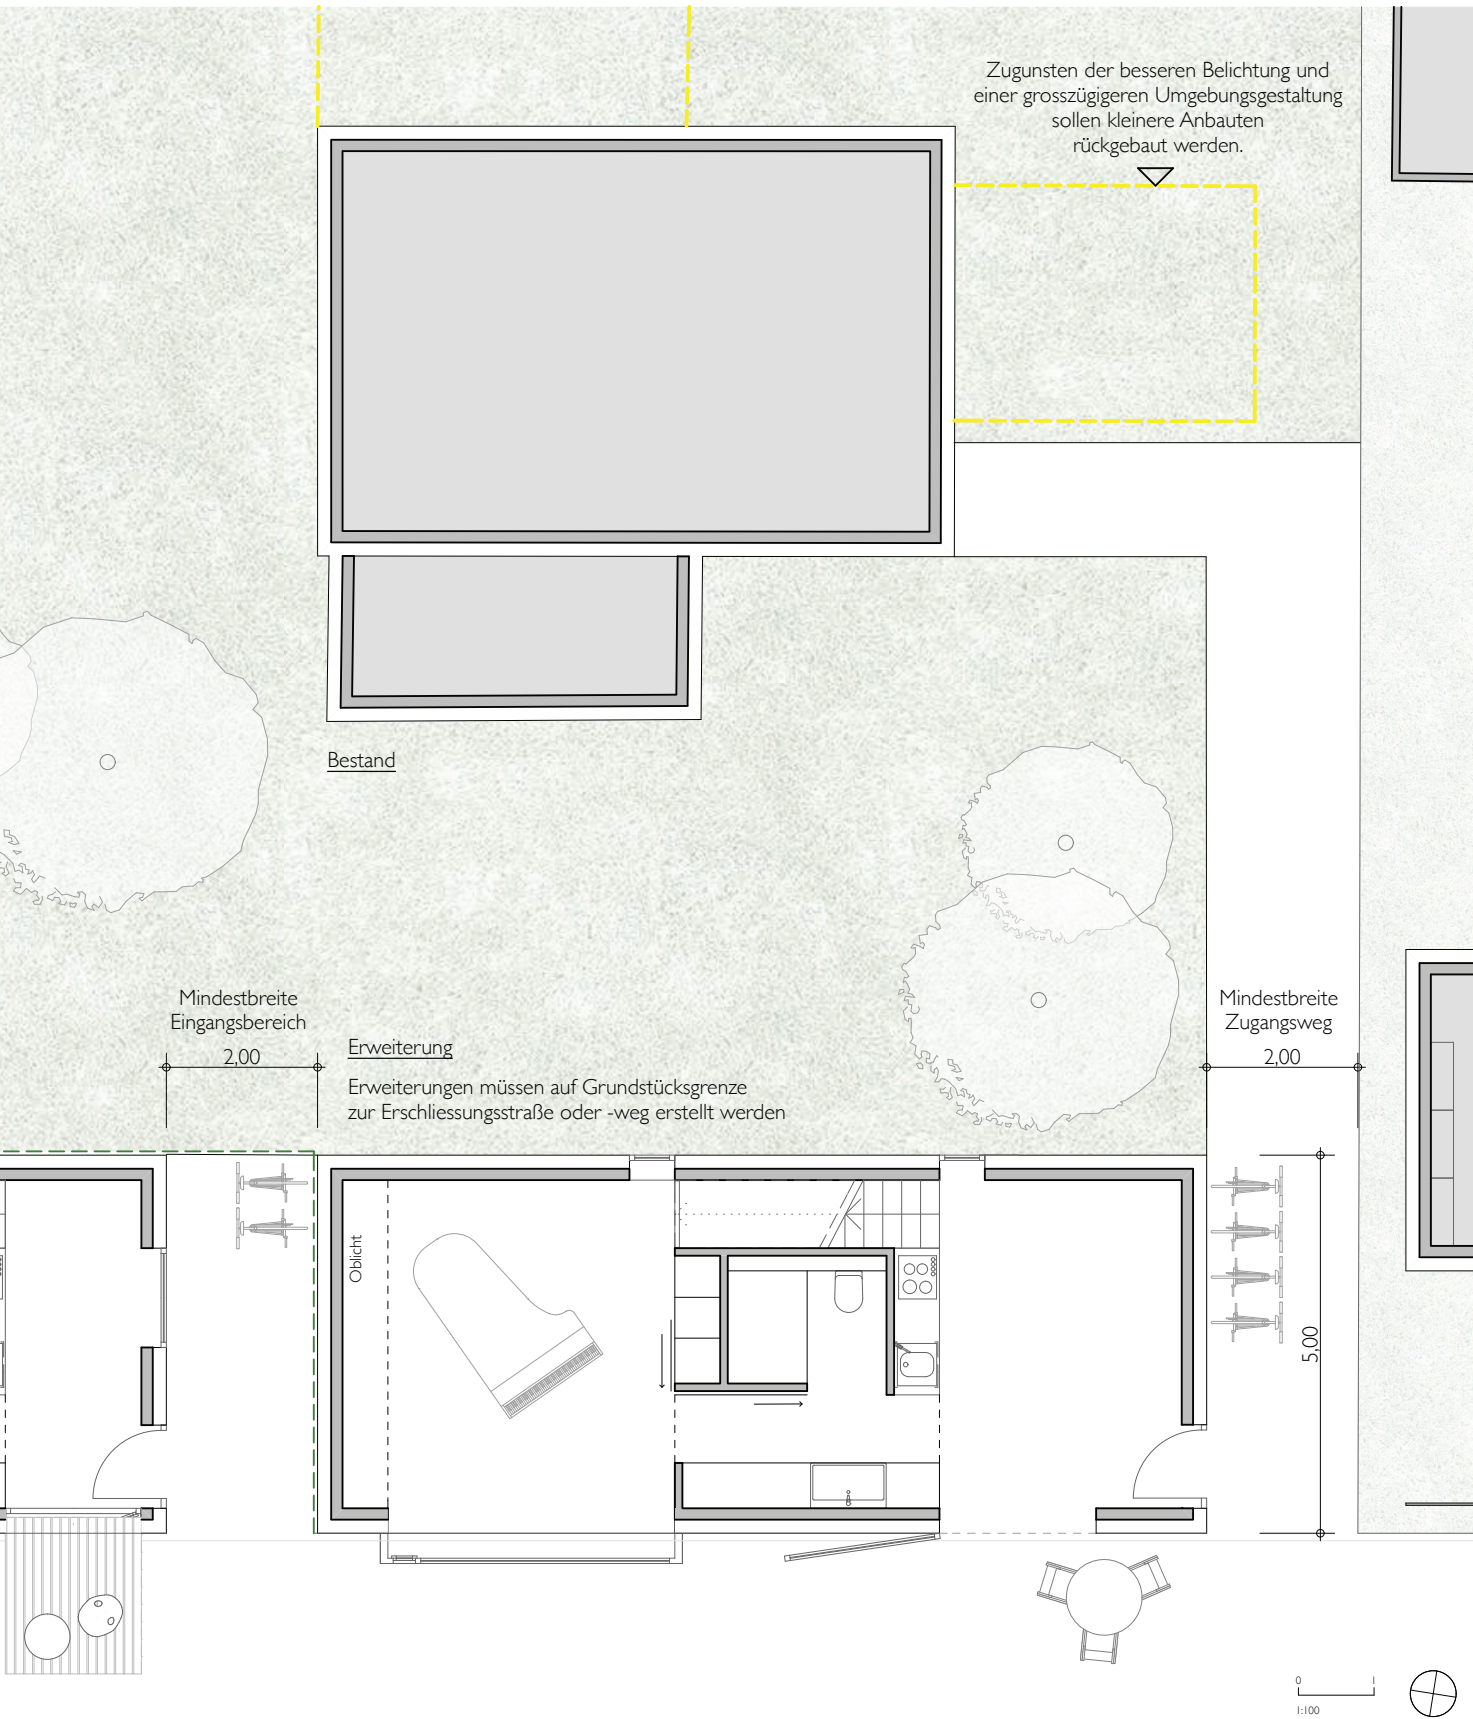 Zugunsten der besseren Belichtung und
einer grosszügigeren Umgebungsgestaltung
sollen kleinere Anbauten
rückgebaut werden.
Bestand
Mindestbreite
Eingangsbereich
2,00
Mindestbreite
Zugangsweg
2,00
Erweiterung
Erweiterungen müssen auf Grundstücksgrenze
zur Erschliessungsstraße oder -weg erstellt werden
Oblicht
5,00
0 1
1:100